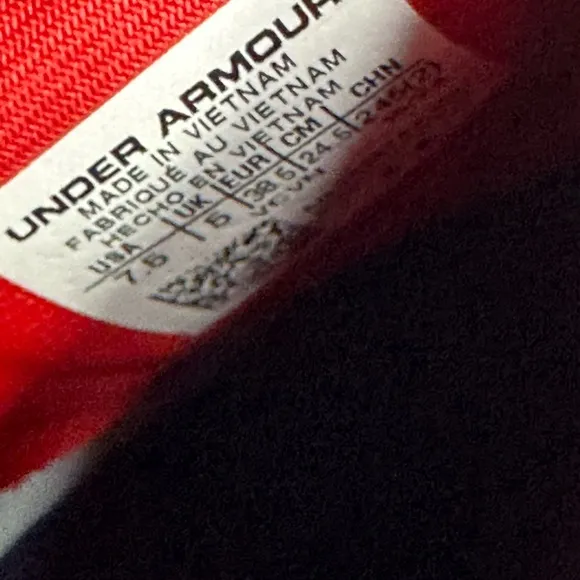 UNDER ARMOUR
MADE IN VIETNAM
FABRIQUÉ AU VIETNAM
HECHO EN VIETNAM
USA UK EUR CM CHN
7.5 5 38.5 24.5 245(2)